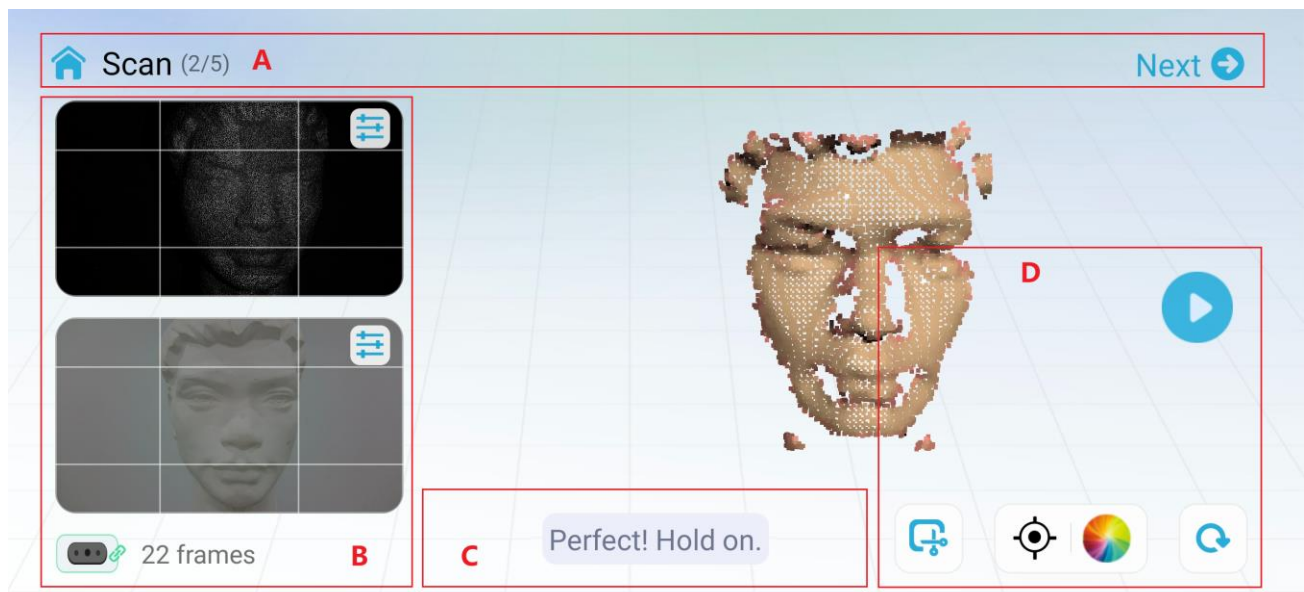 Scan (2/5) A
Next
D
Perfect! Hold on.
22 frames
B
C